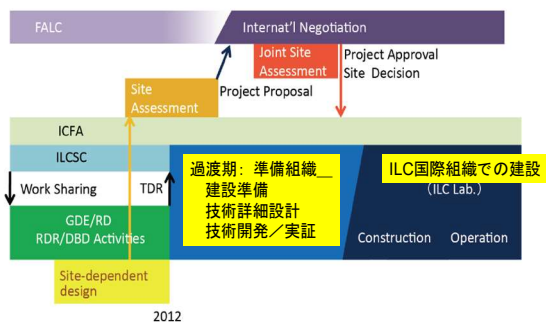 FALC
Internat'l Negotiation
Joint Site
Assessment
Project Approval
Site Decision
Site
Assessment
Project Proposal
ICFA
ILCSC
Work Sharing
TDR
過渡期：準備組織__
建設準備
技術詳細設計
技術開発／実証
ILC国際組織での建設
（ILC Lab.）
GDE/RD
RDR/DBD Activities
Construction
Operation
Site-dependent
design
2012